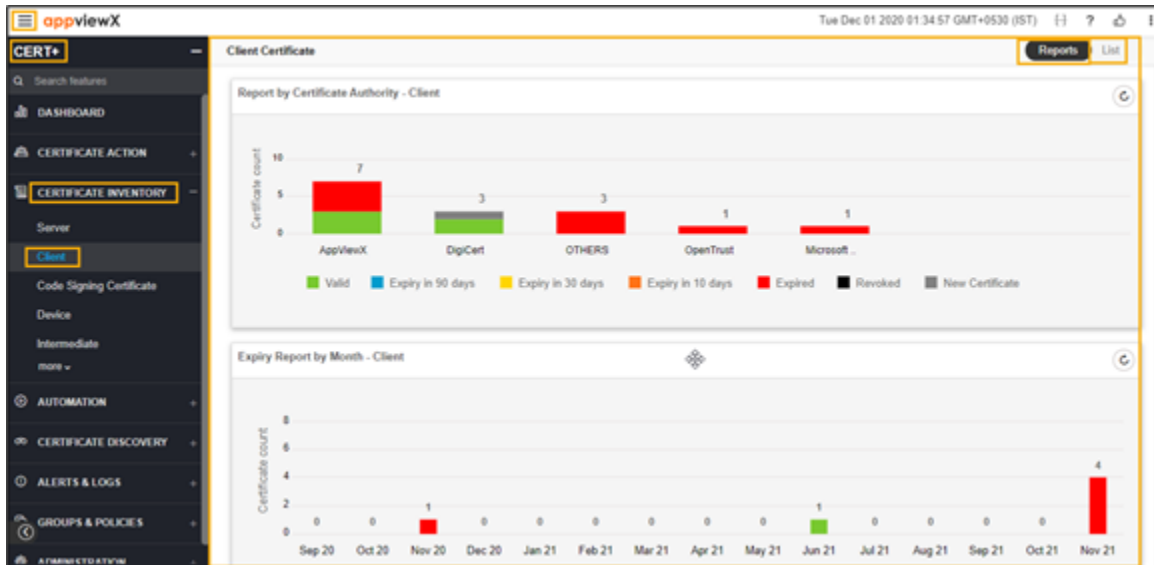 appviewX
Tue Dec 01 2020 01:34:57 GMT+0530 (IST)
?
CERT+
Client Certificate
Reports
List
Search features
DASHBOARD
CERTIFICATE ACTION +
CERTIFICATE INVENTORY −
Server
Client
Code Signing Certificate
Device
Intermediate
more
AUTOMATION +
CERTIFICATE DISCOVERY +
ALERTS & LOGS +
GROUPS & POLICIES +
ADMINISTRATION +
Report by Certificate Authority - Client
Certificate count
10
5
0
7
3
3
1
1
AppViewX DigiCert OTHERS OpenTrust Microsoft ..
Valid Expiry in 90 days Expiry in 30 days Expiry in 10 days Expired Revoked New Certificate
Expiry Report by Month - Client
Certificate count
8
6
4
2
0
0 0 1 0 0 0 0 0 0 1 0 0 0 0 4
Sep 20 Oct 20 Nov 20 Dec 20 Jan 21 Feb 21 Mar 21 Apr 21 May 21 Jun 21 Jul 21 Aug 21 Sep 21 Oct 21 Nov 21